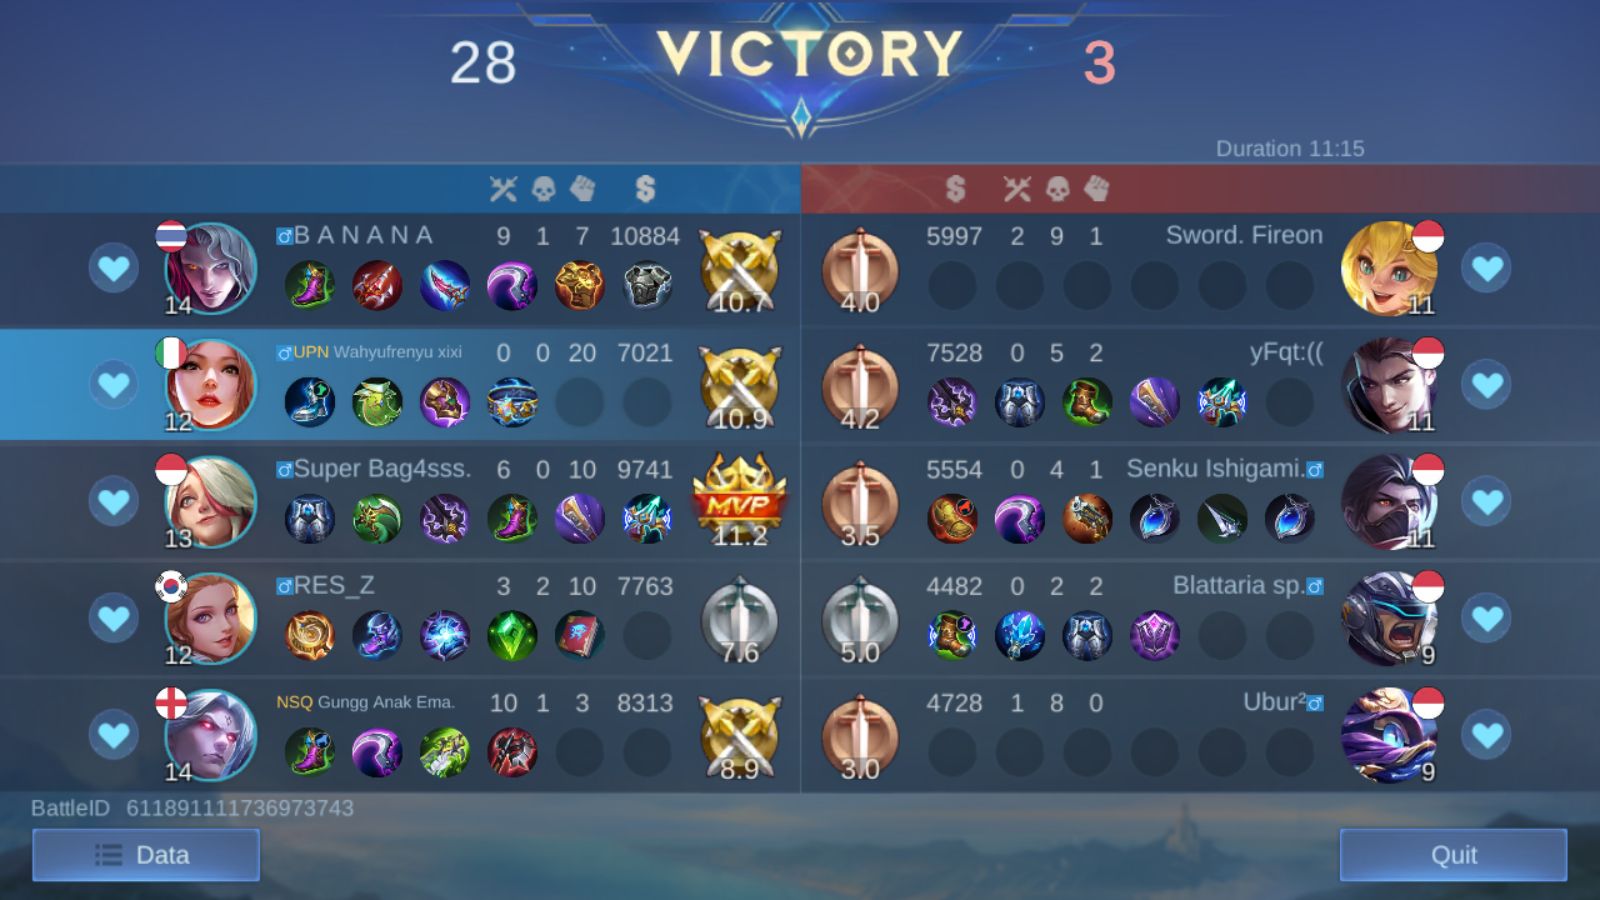 28 VICTORY 3
Duration 11:15
B A N A N A 9 1 7 10884
14 10.7
5997 2 9 1 Sword. Fireon
4.0 11
UPN Wahyufrenyu xixi 0 0 20 7021
12 10.9
7528 0 5 2 yFqt:((
4.2 11
Super Bag4sss. 6 0 10 9741
MVP
13 11.2
5554 0 4 1 Senku Ishigami.
3.5 11
RES_Z 3 2 10 7763
12 7.6
4482 0 2 2 Blattaria sp.
5.0 9
NSQ Gungg Anak Ema. 10 1 3 8313
14 8.9
4728 1 8 0 Ubur²
3.0 9
BattleID 611891111736973743
Data
Quit